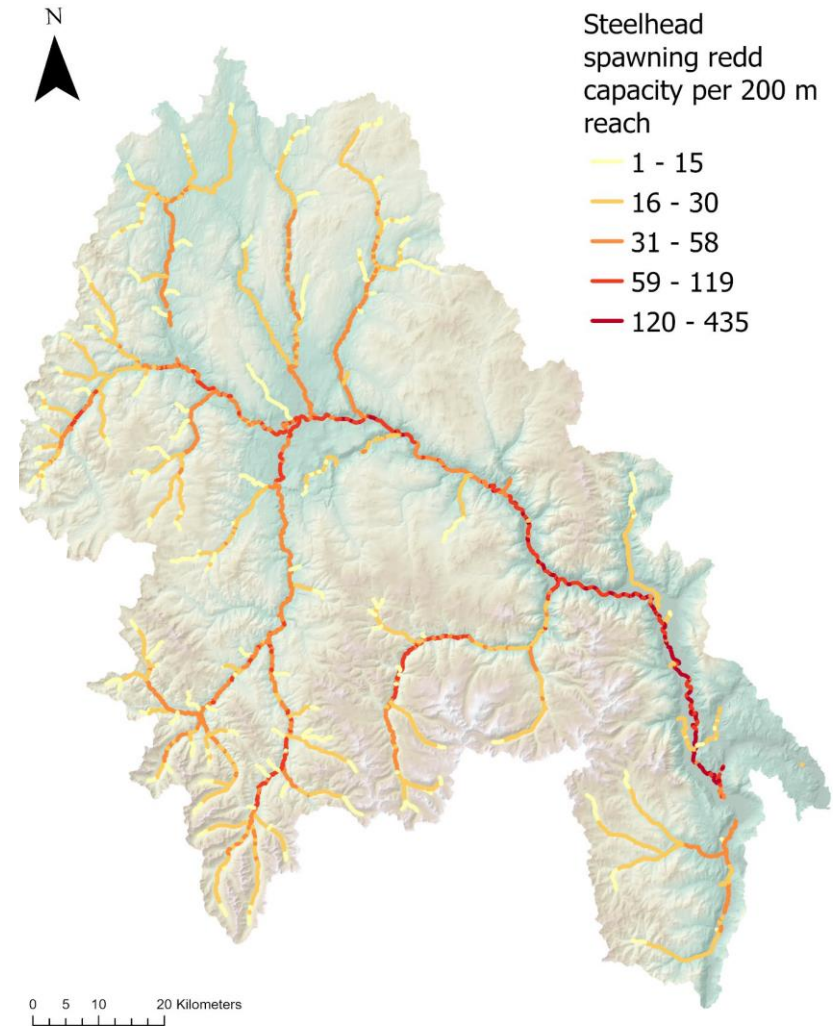 N
Steelhead
spawning redd
capacity per 200 m
reach
1 - 15
16 - 30
31 - 58
59 - 119
120 - 435
0 5 10 20 Kilometers